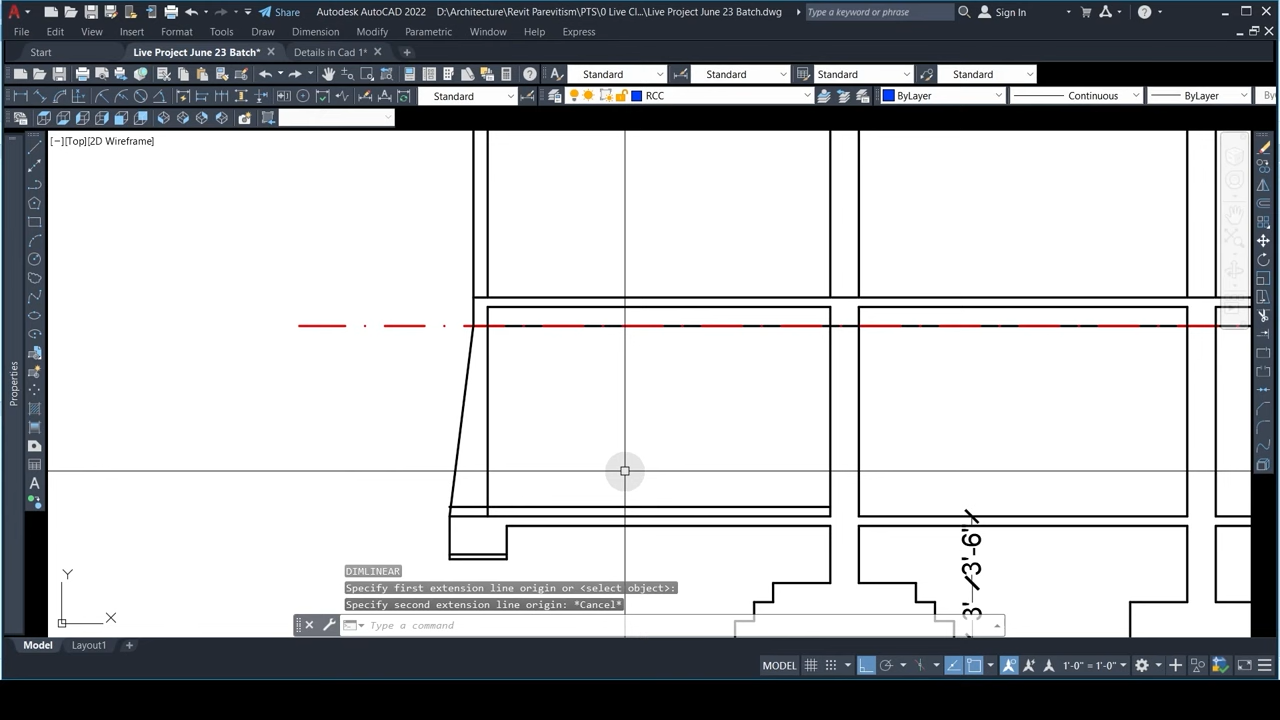 Autodesk AutoCAD 2022 D:\Architecture\Revit Parevitism\PTS\0 Live Cl...\Live Project June 23 Batch.dwg
Share
Type a keyword or phrase
Sign In
File Edit View Insert Format Tools Draw Dimension Modify Parametric Window Help Express
Start Live Project June 23 Batch* Details in Cad 1*
Standard Standard Standard Standard
Standard RCC ByLayer Continuous ByLayer
[−][Top][2D Wireframe]
Properties
3'-6"
3'
DIMLINEAR
Specify first extension line origin or <select object>:
Specify second extension line origin: *Cancel*
Type a command
Y
X
Model Layout1
MODEL 1'-0" = 1'-0"